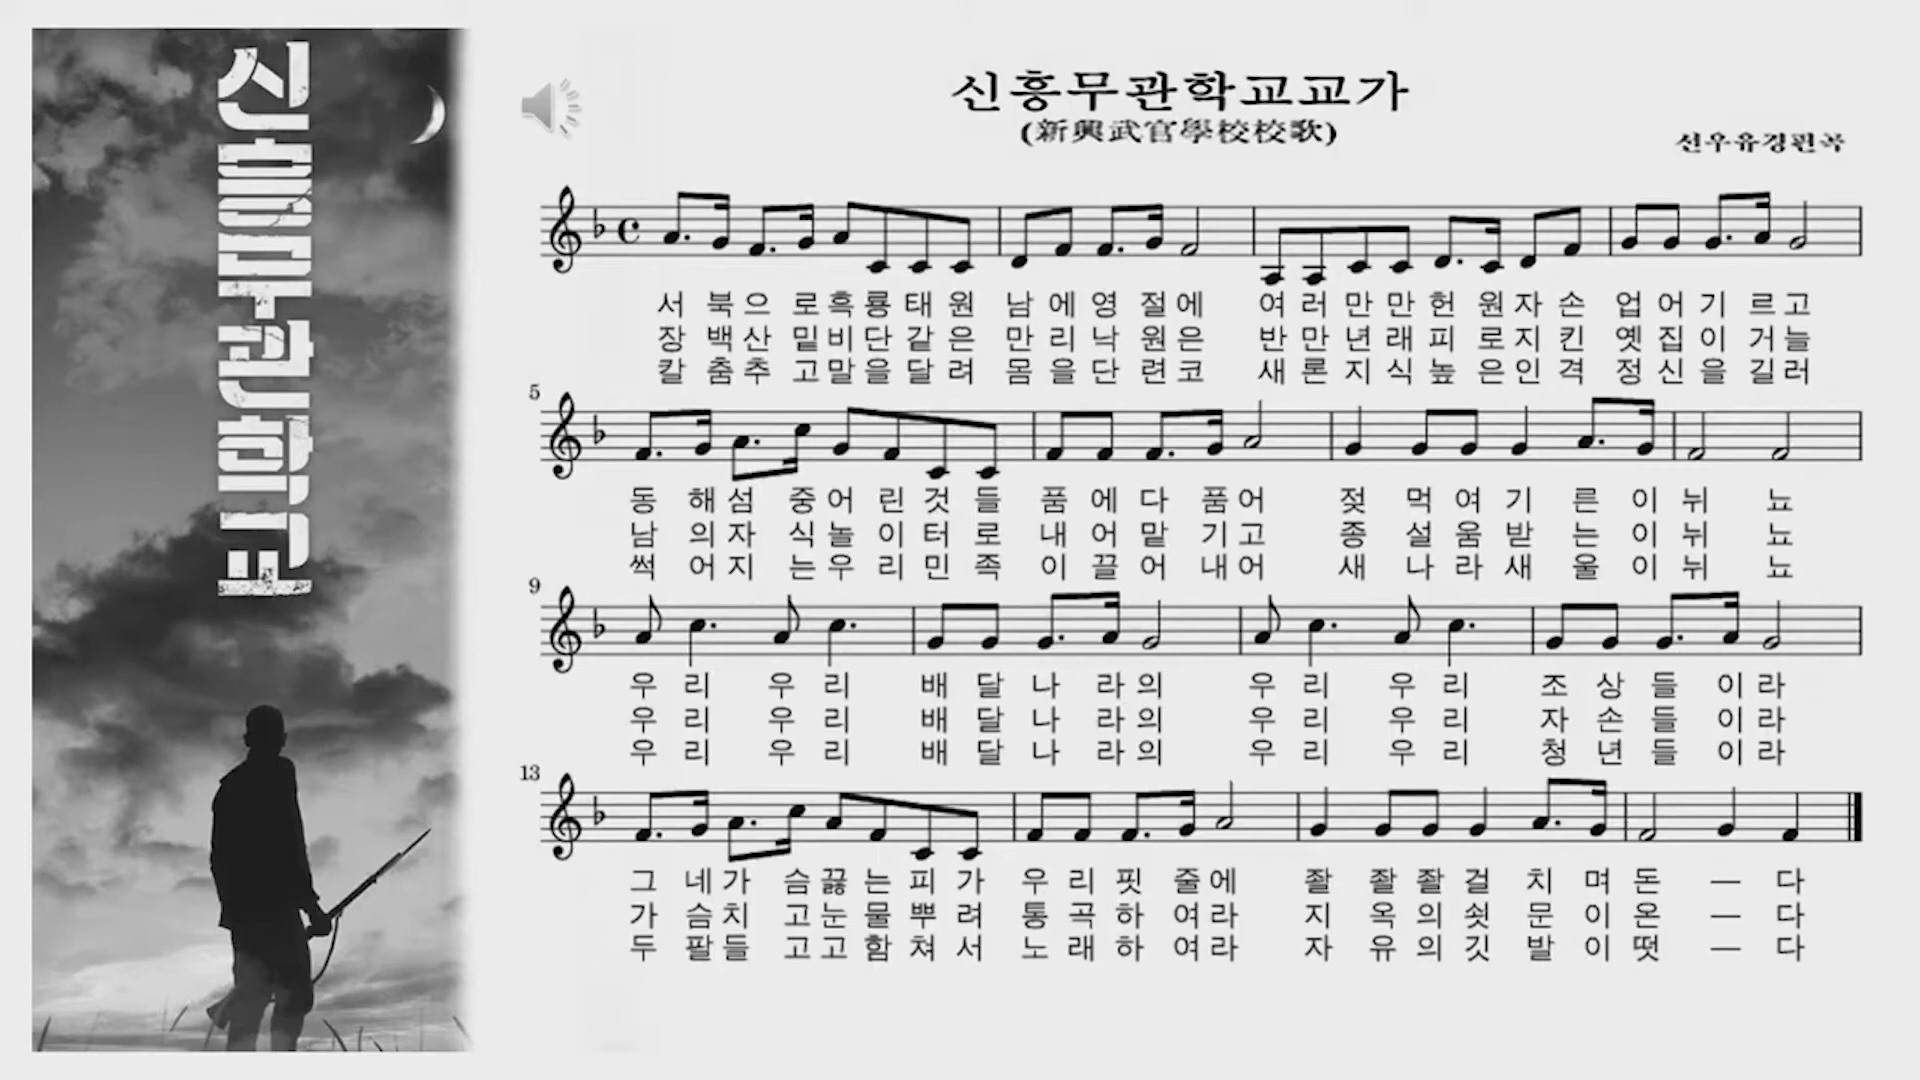 신흥무관학교
신흥무관학교교가
(新興武官學校校歌)
선우유경편곡
서 북으 로흑룡태원 남에영 절에 여러만만헌 원자손 업어기 르고
장 백산 밑비단같은 만리낙 원은 반만년래피 로지킨 옛집이 거늘
칼 춤추 고말을달려 몸을단 련코 새론지식높 은인격 정신을 길러
5
동 해섬 중어린것들 품에다 품어 젖 먹여기 른이 뉘 뇨
남 의자 식놀이터로 내어맡 기고 종 설움받 는이 뉘 뇨
썩 어지 는우리민족 이끌어 내어 새 나라새 울이 뉘 뇨
9
우리 우리 배달나 라의 우리 우리 조상들 이라
우리 우리 배달나 라의 우리 우리 자손들 이라
우리 우리 배달나 라의 우리 우리 청년들 이라
13
그 네가 슴끓는피가 우리핏 줄에 좔 좔좔걸 치며 돈 — 다
가 슴치 고눈물뿌려 통곡하 여라 지 옥의쇳 문이 온 — 다
두 팔들 고고함쳐서 노래하 여라 자 유의깃 발이 떳 — 다